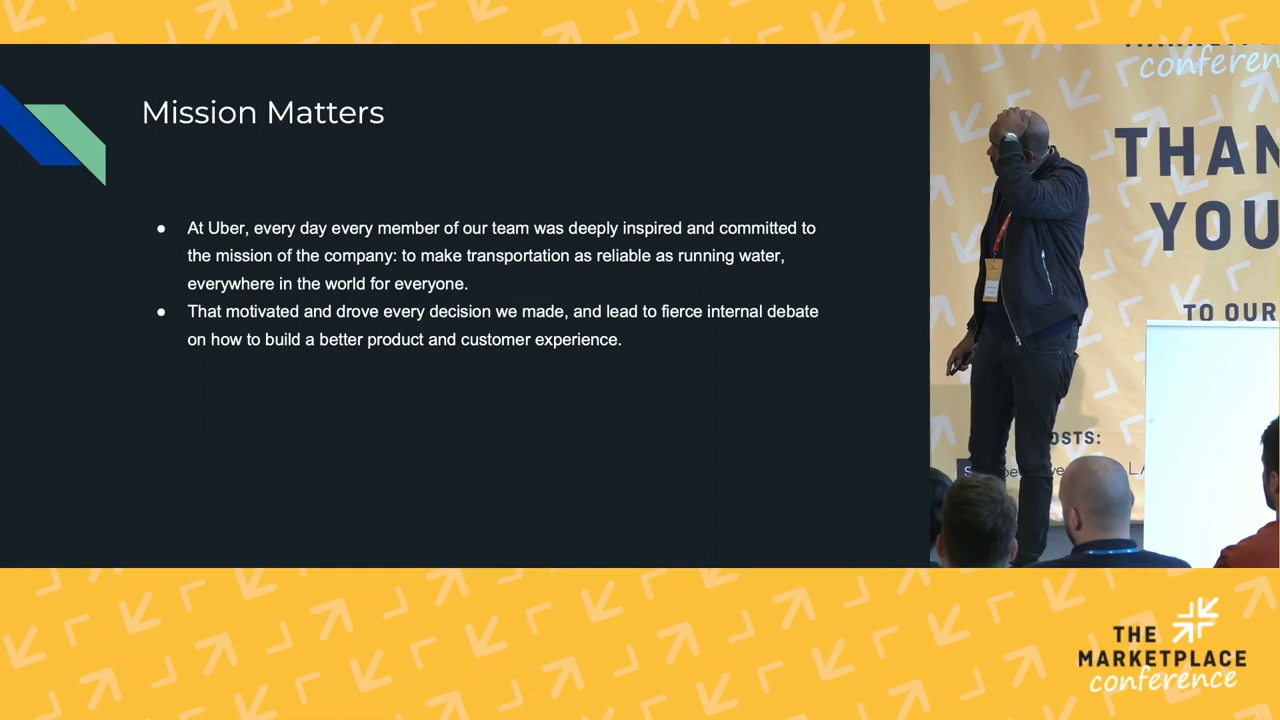 Mission Matters
● At Uber, every day every member of our team was deeply inspired and committed to
the mission of the company: to make transportation as reliable as running water,
everywhere in the world for everyone.
● That motivated and drove every decision we made, and lead to fierce internal debate
on how to build a better product and customer experience.
conferen
THAN
YOU
TO OUR
OSTS:
LA
THE
MARKETPLACE
conference